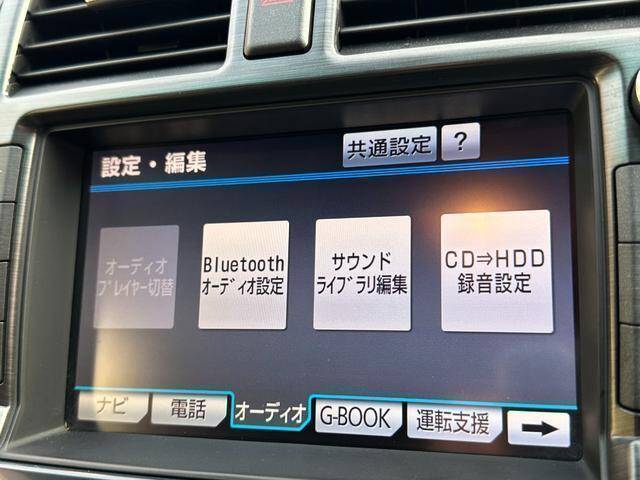 設定・編集
共通設定
?
オーディオ
プレイヤー切替
Bluetooth
オーディオ設定
サウンド
ライブラリ編集
CD⇒HDD
録音設定
ナビ
電話
オーディオ
G-BOOK
運転支援
→